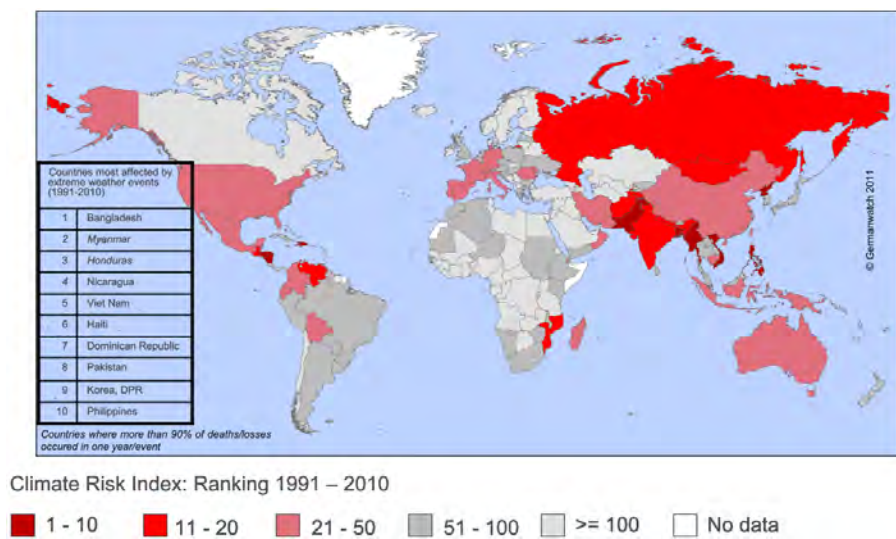 Countries most affected by
extreme weather events
(1991-2010)
1 Bangladesh
2 Myanmar
3 Honduras
4 Nicaragua
5 Viet Nam
6 Haiti
7 Dominican Republic
8 Pakistan
9 Korea, DPR
10 Philippines
Countries where more than 90% of deaths/losses
occured in one year/event
© Germanwatch 2011
Climate Risk Index: Ranking 1991 – 2010
1 - 10 11 - 20 21 - 50 51 - 100 >= 100 No data